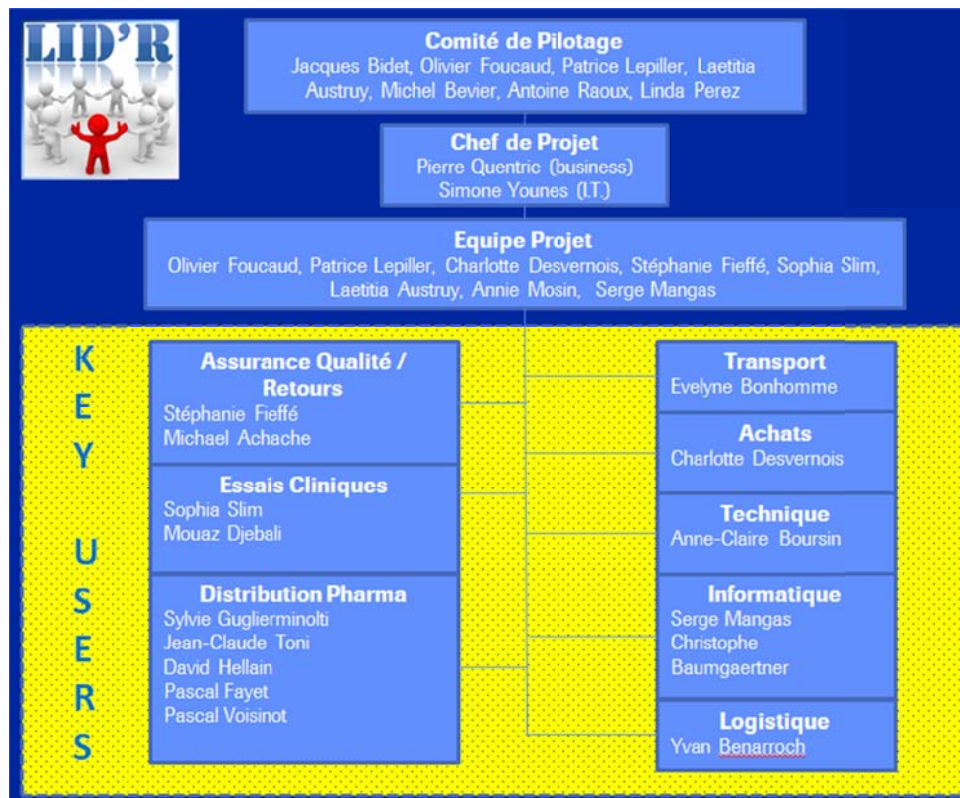 LID'R
Comité de Pilotage
Jacques Bidet, Olivier Foucaud, Patrice Lepiller, Laetitia
Austruy, Michel Bevier, Antoine Raoux, Linda Perez
Chef de Projet
Pierre Quentric (business)
Simone Younes (I.T.)
Equipe Projet
Olivier Foucaud, Patrice Lepiller, Charlotte Desvernois, Stéphanie Fieffé, Sophia Slim,
Laetitia Austruy, Annie Mosin, Serge Mangas
KEY USERS
Assurance Qualité /
Retours
Stéphanie Fieffé
Michael Achache
Essais Cliniques
Sophia Slim
Mouaz Djebali
Distribution Pharma
Sylvie Guglierminolti
Jean-Claude Toni
David Hellain
Pascal Fayet
Pascal Voisinot
Transport
Evelyne Bonhomme
Achats
Charlotte Desvernois
Technique
Anne-Claire Boursin
Informatique
Serge Mangas
Christophe
Baumgaertner
Logistique
Yvan Benarroch